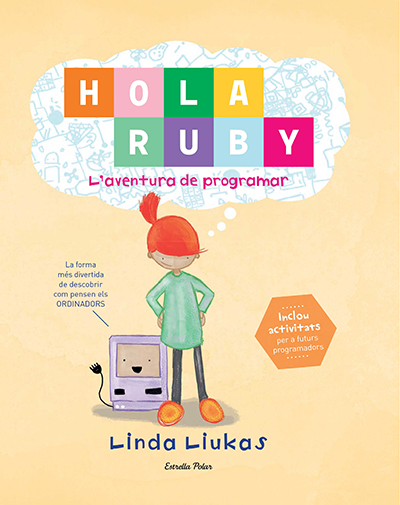 HOLA
RUBY
L'aventura de programar
La forma
més divertida
de descobrir
com pensen els
ORDINADORS
Inclou
activitats
per a futurs
programadors
Linda Liukas
Estrella Polar